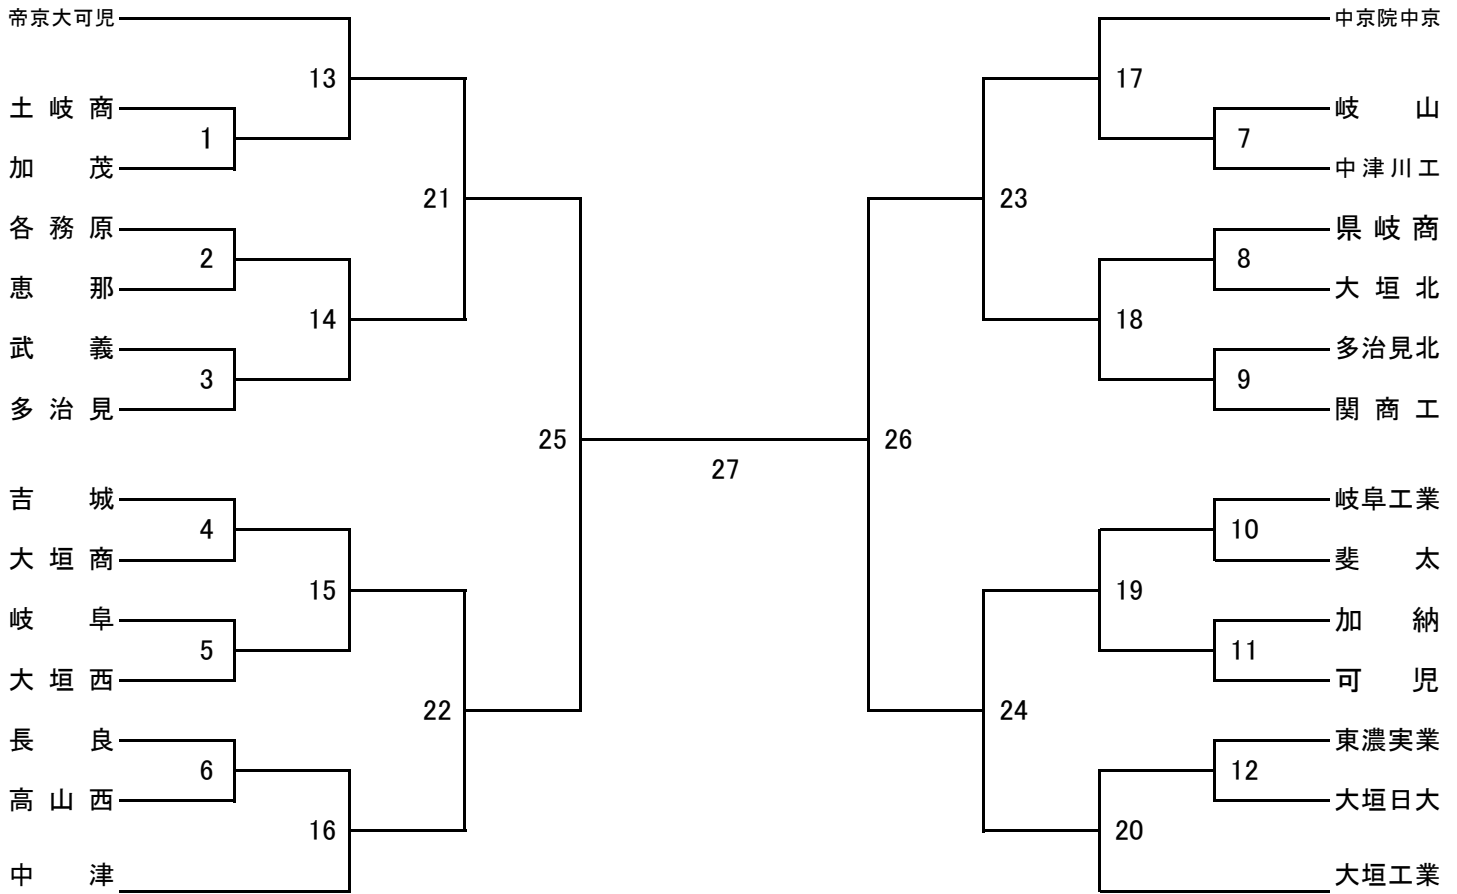 帝京大可児
13
土岐商
1
加茂
21
各務原
2
恵那
14
武義
3
多治見
25
27
吉城
4
大垣商
15
岐阜
5
大垣西
22
長良
6
高山西
16
中津
中京院中京
17
岐山
7
中津川工
23
県岐商
8
大垣北
18
多治見北
9
関商工
26
岐阜工業
10
斐太
19
加納
11
可児
24
東濃実業
12
大垣日大
20
大垣工業